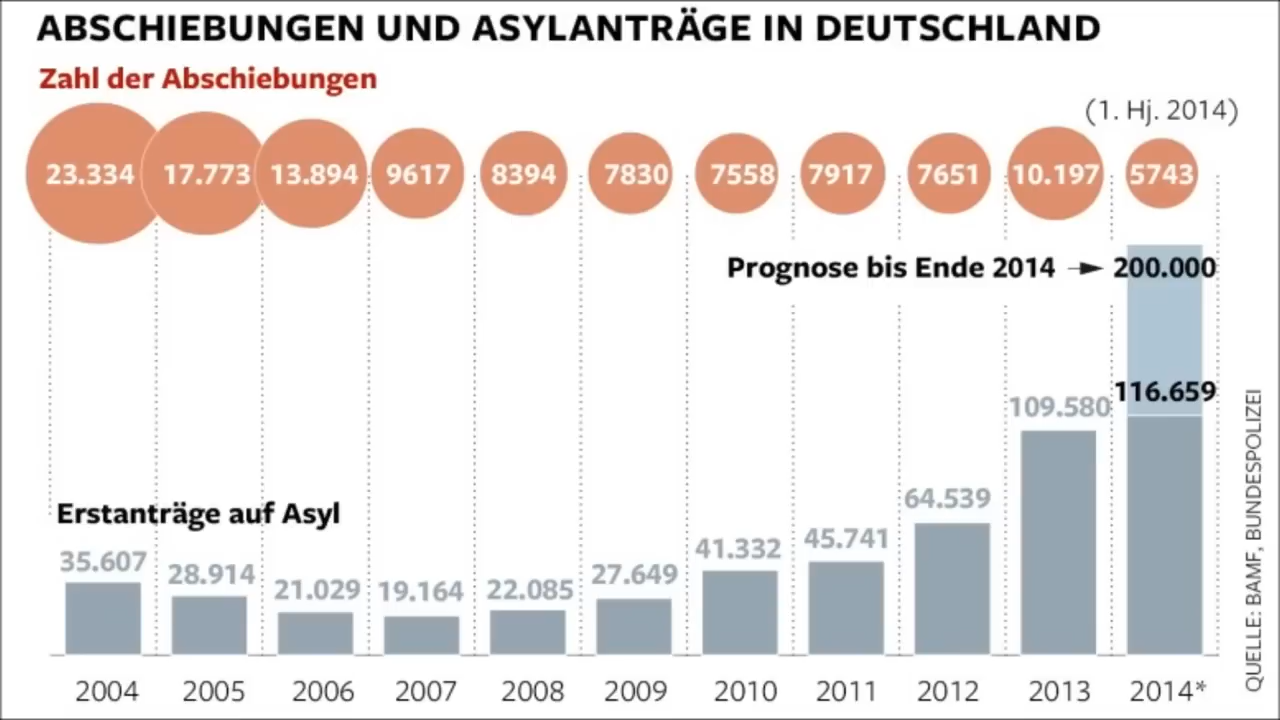 ABSCHIEBUNGEN UND ASYLANTRÄGE IN DEUTSCHLAND
Zahl der Abschiebungen
(1. Hj. 2014)
23.334 17.773 13.894 9617 8394 7830 7558 7917 7651 10.197 5743
Prognose bis Ende 2014 → 200.000
116.659
109.580
64.539
Erstanträge auf Asyl
35.607 28.914 21.029 19.164 22.085 27.649 41.332 45.741
2004 2005 2006 2007 2008 2009 2010 2011 2012 2013 2014*
QUELLE: BAMF, BUNDESPOLIZEI